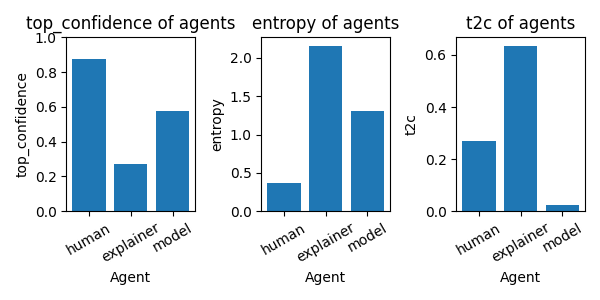 top_confidence of agents
top_confidence
1.0
0.8
0.6
0.4
0.2
0.0
human
explainer
model
Agent
entropy of agents
entropy
2.0
1.5
1.0
0.5
0.0
human
explainer
model
Agent
t2c of agents
t2c
0.6
0.4
0.2
0.0
human
explainer
model
Agent